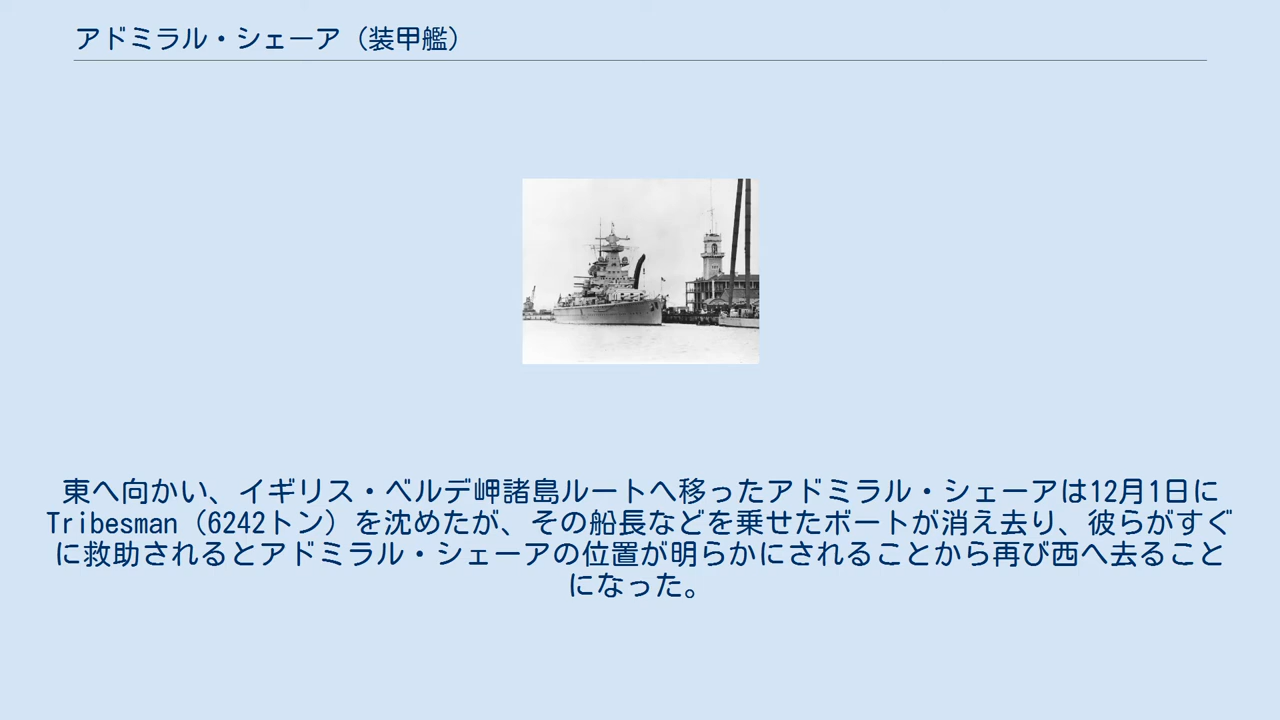 アドミラル・シェーア（装甲艦）
東へ向かい、イギリス・ベルデ岬諸島ルートへ移ったアドミラル・シェーアは12月1日に
Tribesman（6242トン）を沈めたが、その船長などを乗せたボートが消え去り、彼らがすぐ
に救助されるとアドミラル・シェーアの位置が明らかにされることから再び西へ去ること
になった。